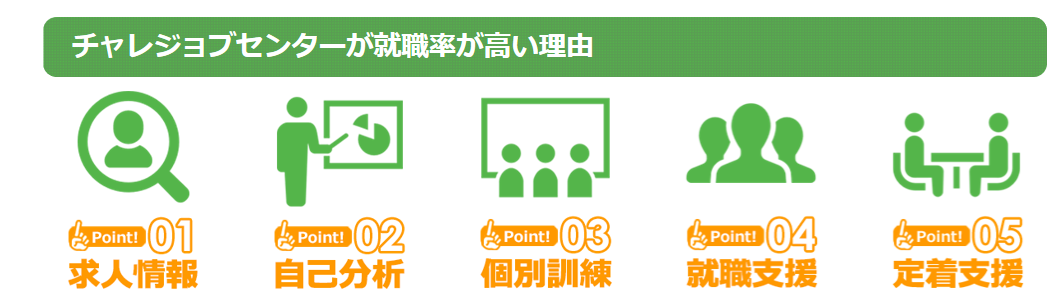 チャレジョブセンターが就職率が高い理由
Point! 01
求人情報
Point! 02
自己分析
Point! 03
個別訓練
Point! 04
就職支援
Point! 05
定着支援